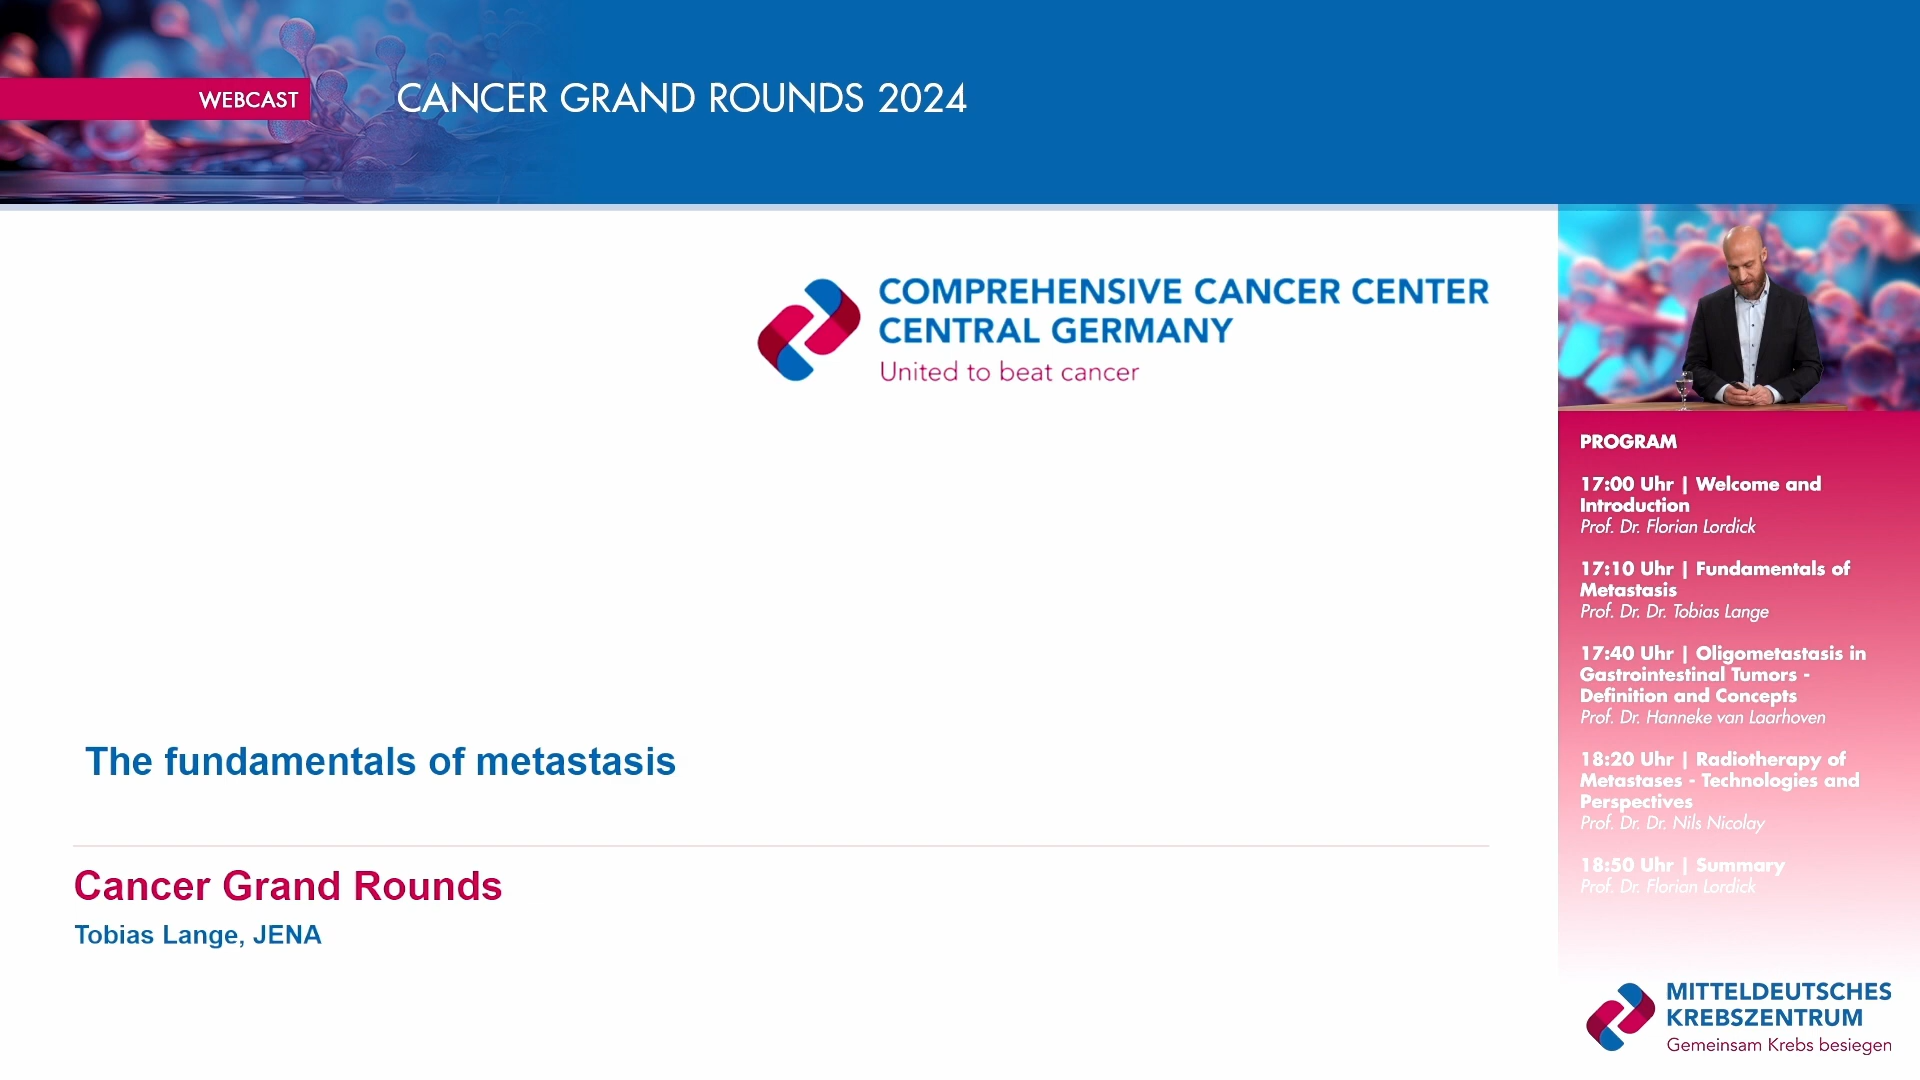 WEBCAST
CANCER GRAND ROUNDS 2024
COMPREHENSIVE CANCER CENTER
CENTRAL GERMANY
United to beat cancer
The fundamentals of metastasis
Cancer Grand Rounds
Tobias Lange, JENA
PROGRAM
17:00 Uhr | Welcome and
Introduction
Prof. Dr. Florian Lordick
17:10 Uhr | Fundamentals of
Metastasis
Prof. Dr. Dr. Tobias Lange
17:40 Uhr | Oligometastasis in
Gastrointestinal Tumors -
Definition and Concepts
Prof. Dr. Hanneke van Laarhoven
18:20 Uhr | Radiotherapy of
Metastases - Technologies and
Perspectives
Prof. Dr. Dr. Nils Nicolay
18:50 Uhr | Summary
Prof. Dr. Florian Lordick
MITTELDEUTSCHES
KREBSZENTRUM
Gemeinsam Krebs besiegen